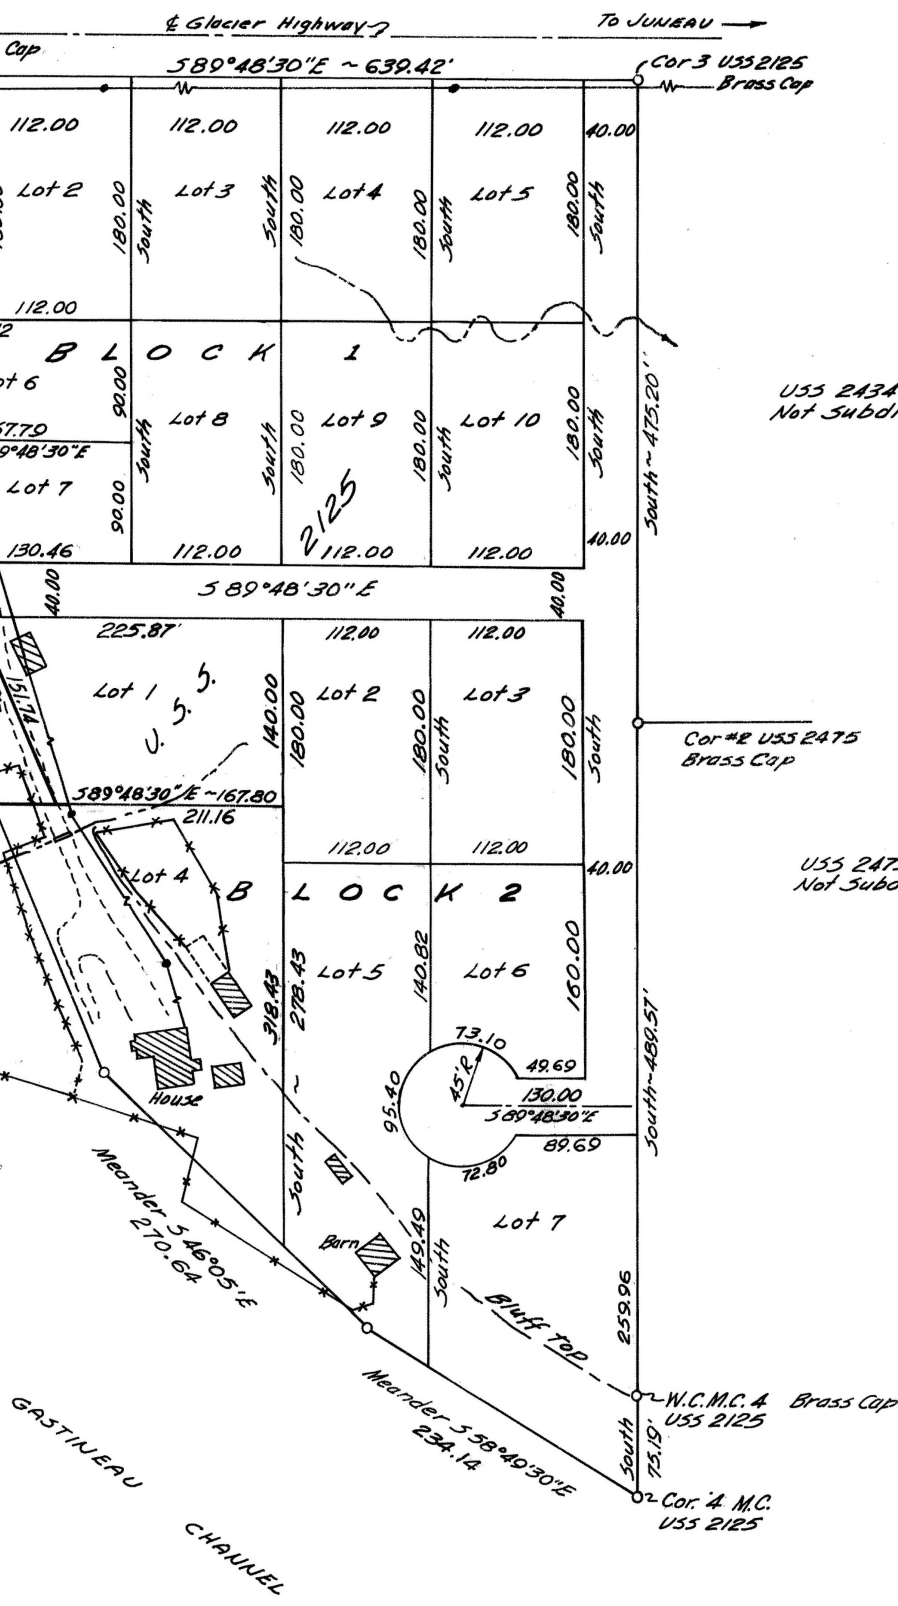 ℄ Glacier Highway
To JUNEAU
Cap
S 89°48'30"E ~ 639.42'
Cor 3 USS 2125
Brass Cap
112.00
112.00
112.00
112.00
40.00
Lot 2
180.00
South
Lot 3
South
180.00
Lot 4
180.00
South
Lot 5
180.00
South
112.00
BLOCK 1
Lot 6
90.00
South
Lot 8
South
180.00
Lot 9
180.00
South
Lot 10
180.00
South
South ~ 475.20'
USS 2434
Not Subdi
57.79
9°48'30"E
Lot 7
90.00
2125
40.00
130.46
112.00
112.00
112.00
40.00
S 89°48'30"E
40.00
225.87'
112.00
112.00
151.74
Lot 1
U.S.S.
140.00
180.00
Lot 2
180.00
South
Lot 3
180.00
South
Cor #2 USS 2475
Brass Cap
S89°48'30"E ~167.80
211.16
112.00
112.00
40.00
USS 247
Not Subd
Lot 4
BLOCK 2
318.43
278.43
Lot 5
140.82
Lot 6
160.00
South~489.57'
73.10
45'R
49.69
130.00
S89°48'30"E
95.40
89.69
72.80
House
South ~
Meander S 46°05'E
270.64
Barn
149.49
South
Lot 7
Bluff Top
259.96
W.C.M.C. 4 Brass Cap
USS 2125
Meander S 58°49'30"E
234.14
South
75.19'
Cor. 4 M.C.
USS 2125
GASTINEAU
CHANNEL